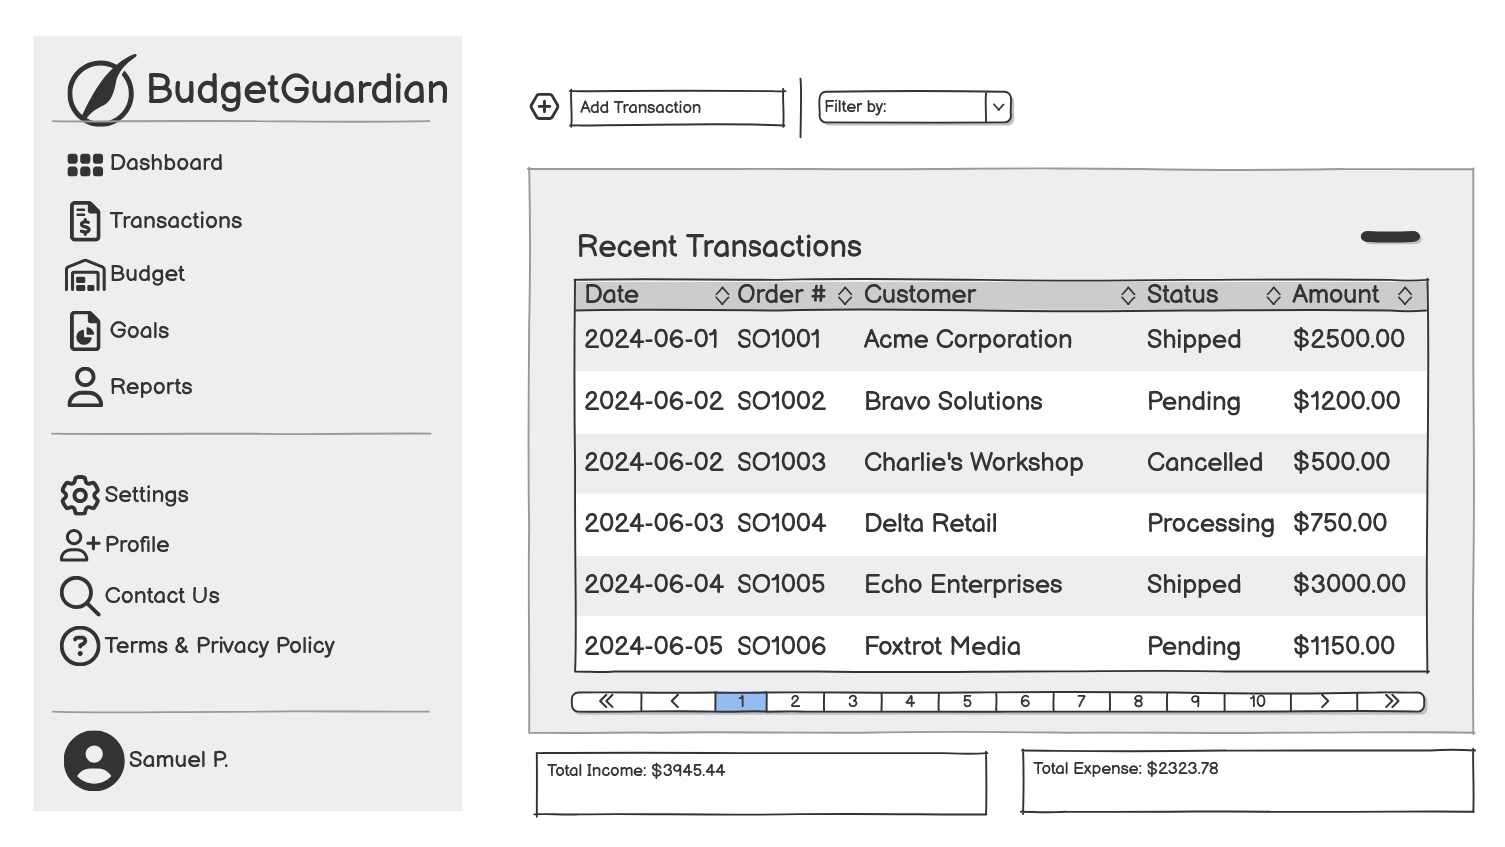 BudgetGuardian
Dashboard
Transactions
Budget
Goals
Reports
Settings
Profile
Contact Us
Terms & Privacy Policy
Samuel P.
Add Transaction
Filter by:
Recent Transactions
Date Order # Customer Status Amount
2024-06-01 SO1001 Acme Corporation Shipped $2500.00
2024-06-02 SO1002 Bravo Solutions Pending $1200.00
2024-06-02 SO1003 Charlie's Workshop Cancelled $500.00
2024-06-03 SO1004 Delta Retail Processing $750.00
2024-06-04 SO1005 Echo Enterprises Shipped $3000.00
2024-06-05 SO1006 Foxtrot Media Pending $1150.00
1 2 3 4 5 6 7 8 9 10
Total Income: $3945.44
Total Expense: $2323.78